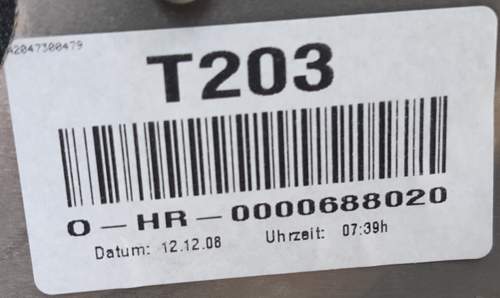 A2047300479
T203
O-HR-0000688020
Datum: 12.12.08 Uhrzeit: 07:39h